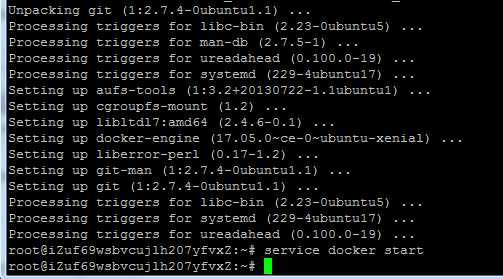 Unpacking git (1:2.7.4-0ubuntu1.1) ...
Processing triggers for libc-bin (2.23-0ubuntu5) ...
Processing triggers for man-db (2.7.5-1) ...
Processing triggers for ureadahead (0.100.0-19) ...
Processing triggers for systemd (229-4ubuntu17) ...
Setting up aufs-tools (1:3.2+20130722-1.1ubuntu1) ...
Setting up cgroupfs-mount (1.2) ...
Setting up libltdl7:amd64 (2.4.6-0.1) ...
Setting up docker-engine (17.05.0~ce-0~ubuntu-xenial) ...
Setting up liberror-perl (0.17-1.2) ...
Setting up git-man (1:2.7.4-0ubuntu1.1) ...
Setting up git (1:2.7.4-0ubuntu1.1) ...
Processing triggers for libc-bin (2.23-0ubuntu5) ...
Processing triggers for systemd (229-4ubuntu17) ...
Processing triggers for ureadahead (0.100.0-19) ...
root@iZuf69wsbvcujlh207yfvxZ:~# service docker start
root@iZuf69wsbvcujlh207yfvxZ:~#